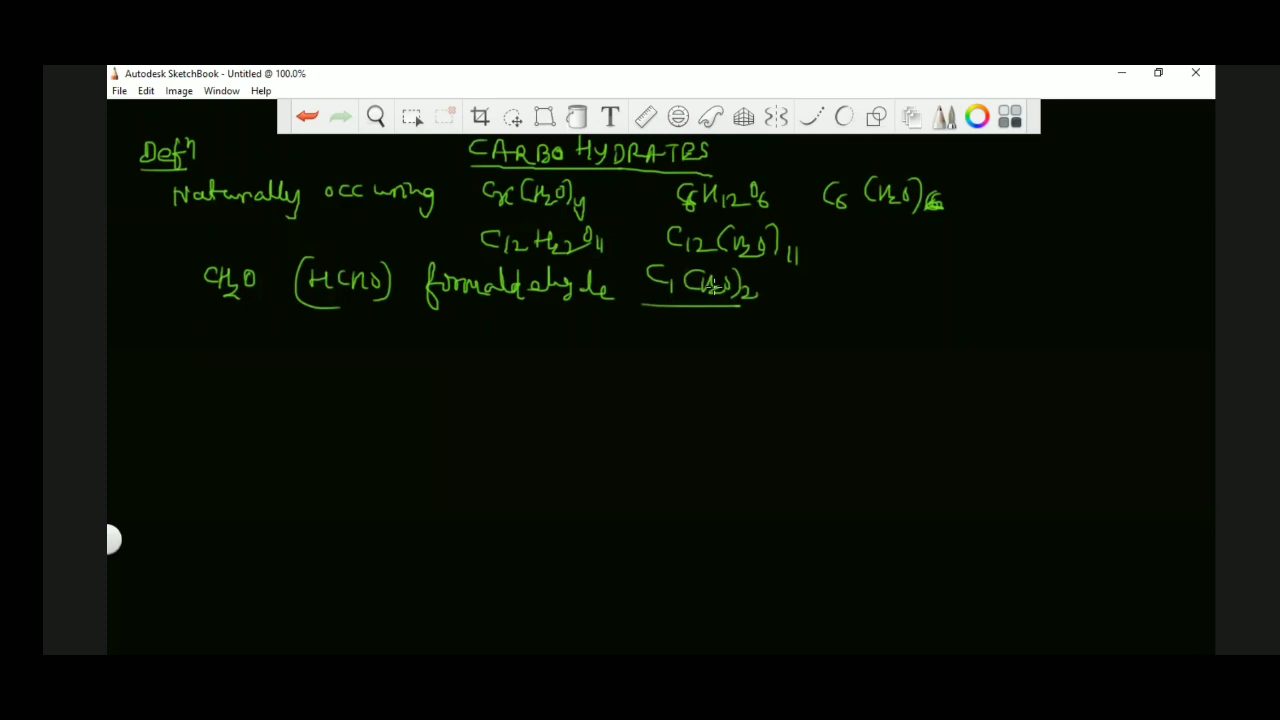 Autodesk SketchBook - Untitled @ 100.0%
File Edit Image Window Help
Defⁿ CARBOHYDRATES
Naturally occuring Cx(H2O)y C6H12O6 C6(H2O)6
C12H22O11 C12(H2O)11
CH2O (HCHO) formaldehyde C1(H2O)2